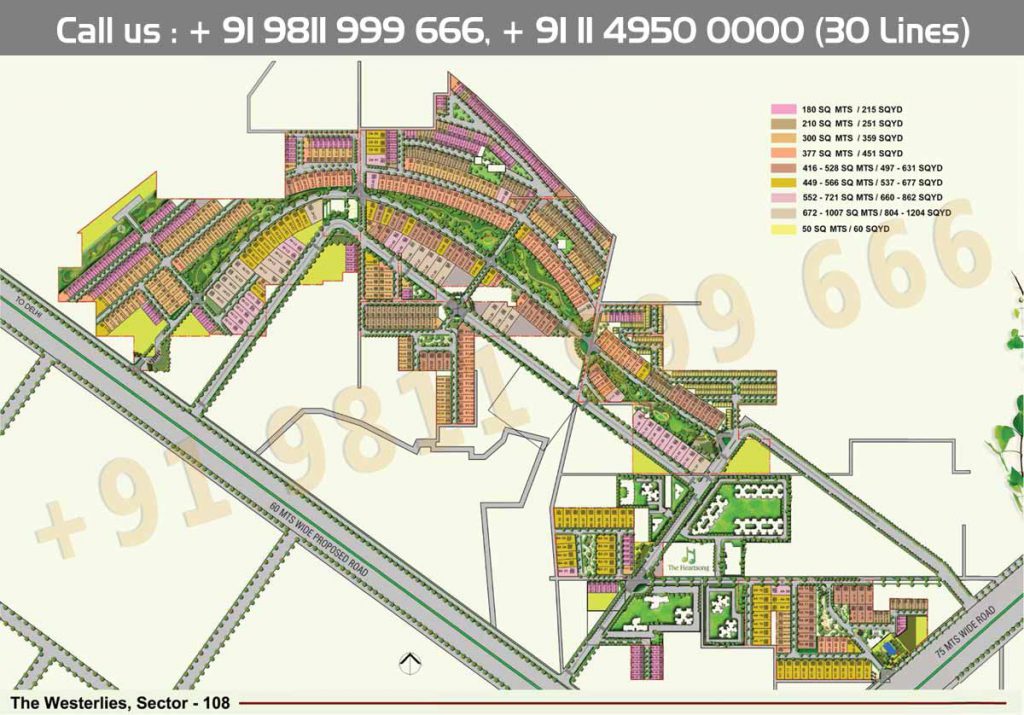 Call us : + 91 9811 999 666, + 91 11 4950 0000 (30 Lines)
180 SQ MTS / 215 SQYD
210 SQ MTS / 251 SQYD
300 SQ MTS / 359 SQYD
377 SQ MTS / 451 SQYD
416 - 528 SQ MTS / 497 - 631 SQYD
449 - 566 SQ MTS / 537 - 677 SQYD
552 - 721 SQ MTS / 660 - 862 SQYD
672 - 1007 SQ MTS / 804 - 1204 SQYD
50 SQ MTS / 60 SQYD
+91 9811 999 666
TO DELHI
60 MTS WIDE PROPOSED ROAD
The Heartsong
75 MTS WIDE ROAD
The Westerlies, Sector - 108